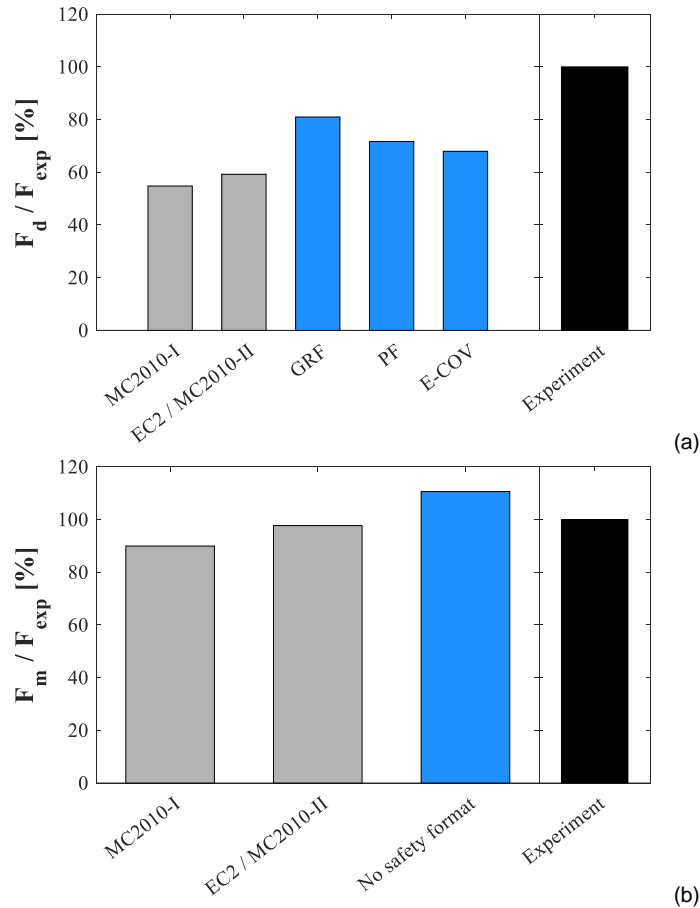 120
100
80
60
40
20
0
F_d / F_exp [%]
MC2010-I
EC2 / MC2010-II
GRF
PF
E-COV
Experiment
(a)
120
100
80
60
40
20
0
F_m / F_exp [%]
MC2010-I
EC2 / MC2010-II
No safety format
Experiment
(b)